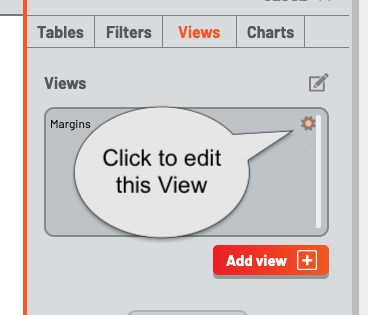 Tables
Filters
Views
Charts
Views
Margins
Click to edit
this View
Add view